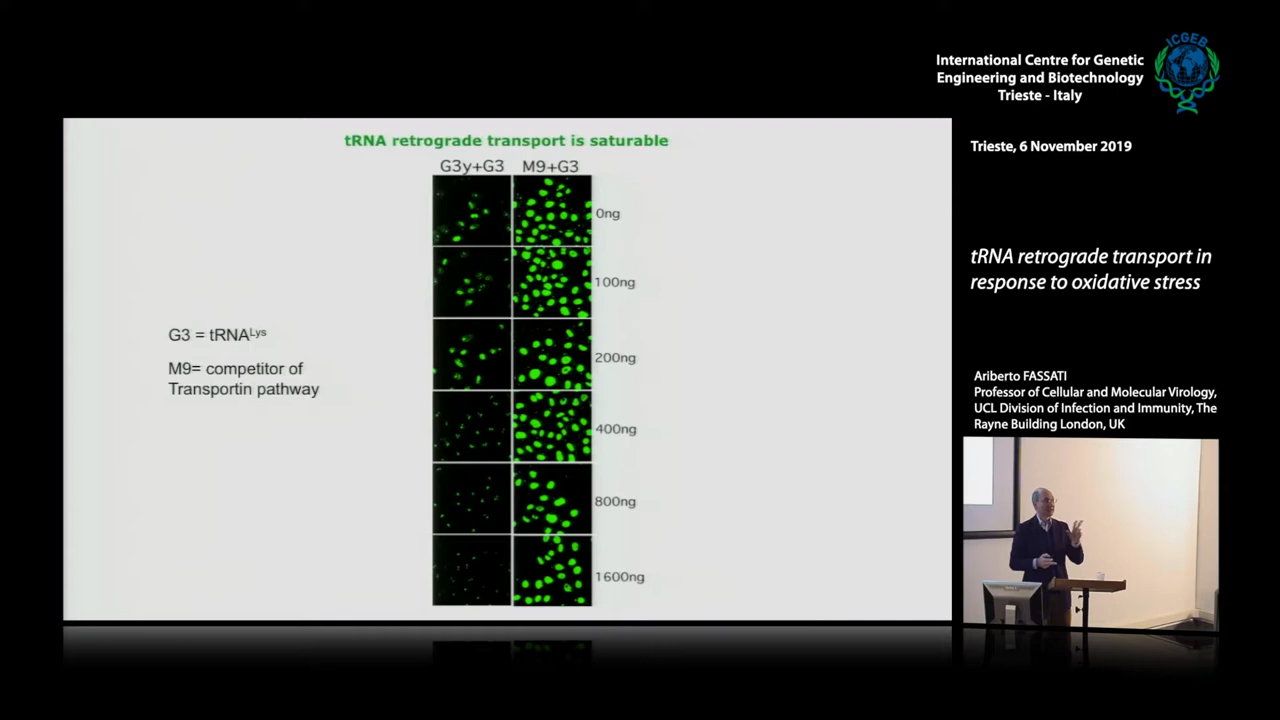 International Centre for Genetic
Engineering and Biotechnology
Trieste - Italy
ICGEB
Trieste, 6 November 2019
tRNA retrograde transport is saturable
G3y+G3 M9+G3
0ng
100ng
200ng
400ng
800ng
1600ng
G3 = tRNALys
M9= competitor of
Transportin pathway
tRNA retrograde transport in
response to oxidative stress
Ariberto FASSATI
Professor of Cellular and Molecular Virology,
UCL Division of Infection and Immunity, The
Rayne Building London, UK